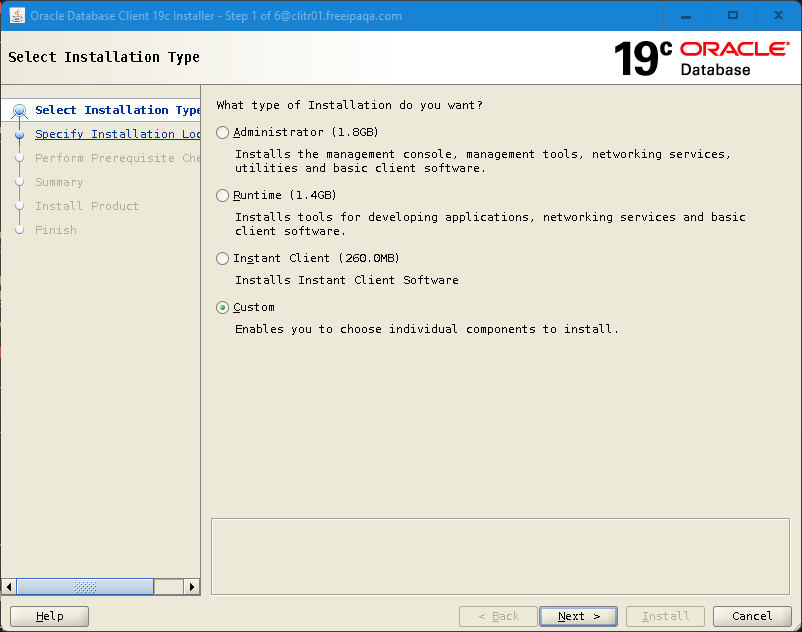 Oracle Database Client 19c Installer - Step 1 of 6@clitr01.freeipaqa.com
Select Installation Type
19c ORACLE
Database
Select Installation Type
Specify Installation Loc
Perform Prerequisite Che
Summary
Install Product
Finish
What type of Installation do you want?
Administrator (1.8GB)
Installs the management console, management tools, networking services,
utilities and basic client software.
Runtime (1.4GB)
Installs tools for developing applications, networking services and basic
client software.
Instant Client (260.0MB)
Installs Instant Client Software
Custom
Enables you to choose individual components to install.
Help
< Back
Next >
Install
Cancel